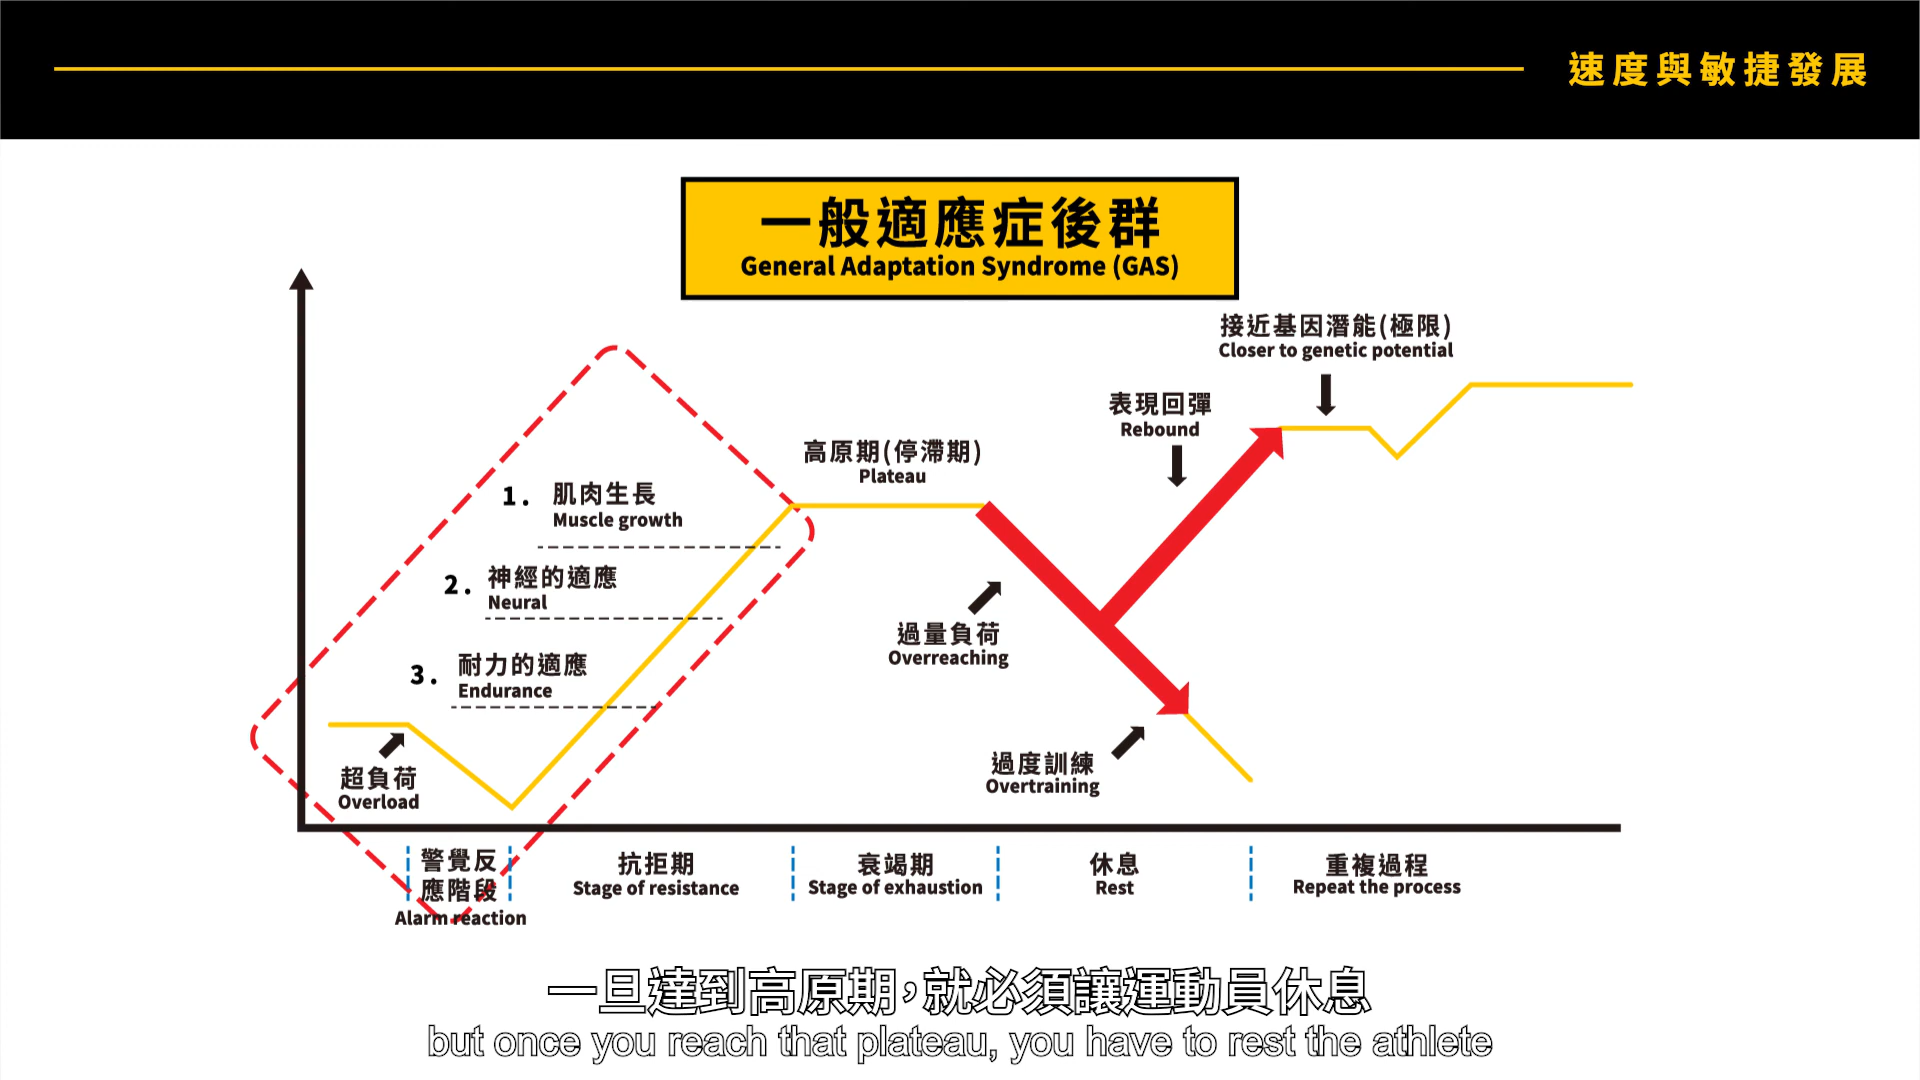 速度與敏捷發展
一般適應症後群
General Adaptation Syndrome (GAS)
接近基因潛能(極限)
Closer to genetic potential
表現回彈
Rebound
高原期(停滯期)
Plateau
1. 肌肉生長
Muscle growth
2. 神經的適應
Neural
3. 耐力的適應
Endurance
過量負荷
Overreaching
過度訓練
Overtraining
超負荷
Overload
警覺反
應階段
Alarm reaction
抗拒期
Stage of resistance
衰竭期
Stage of exhaustion
休息
Rest
重複過程
Repeat the process
一旦達到高原期，就必須讓運動員休息
but once you reach that plateau, you have to rest the athlete